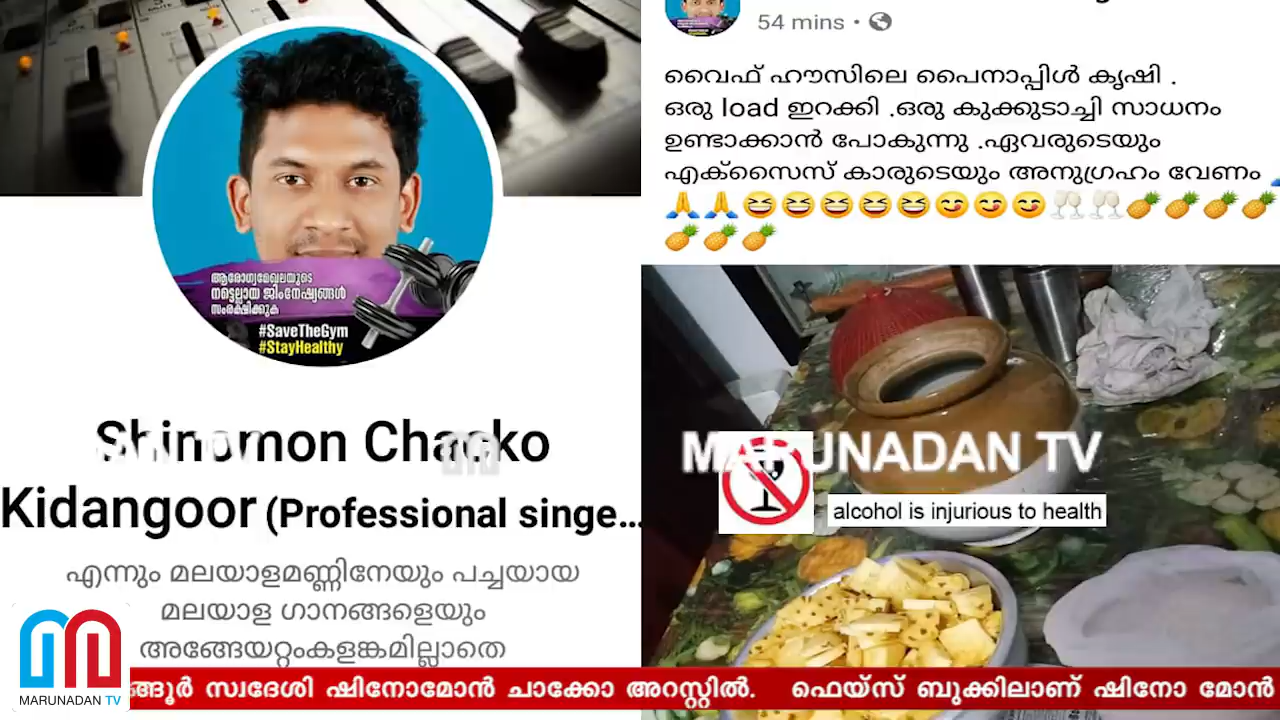 ആരോഗ്യമേഖലയുടെ
നട്ടെല്ലായ ജിംനേഷ്യങ്ങൾ
സംരക്ഷിക്കുക
#SaveTheGym
#StayHealthy
Shinomon Chacko
Kidangoor (Professional singe...
എന്നും മലയാളമണ്ണിനേയും പച്ചയായ
മലയാള ഗാനങ്ങളെയും
അങ്ങേയറ്റംകളങ്കമില്ലാതെ
54 mins
വൈഫ് ഹൗസിലെ പൈനാപ്പിൾ കൃഷി .
ഒരു load ഇറക്കി .ഒരു കുക്കുടാച്ചി സാധനം
ഉണ്ടാക്കാൻ പോകുന്നു .ഏവരുടെയും
എക്സൈസ് കാരുടെയും അനുഗ്രഹം വേണം
🙏🙏😆😆😆😆😆😋😋😋🥂🥂🍍🍍🍍🍍
🍍🍍🍍
MARUNADAN TV
alcohol is injurious to health
MARUNADAN TV
സ്വദേശി ഷിനോമോൻ ചാക്കോ അറസ്റ്റിൽ. ഫെയ്സ് ബുക്കിലാണ് ഷിനോ മോൻ